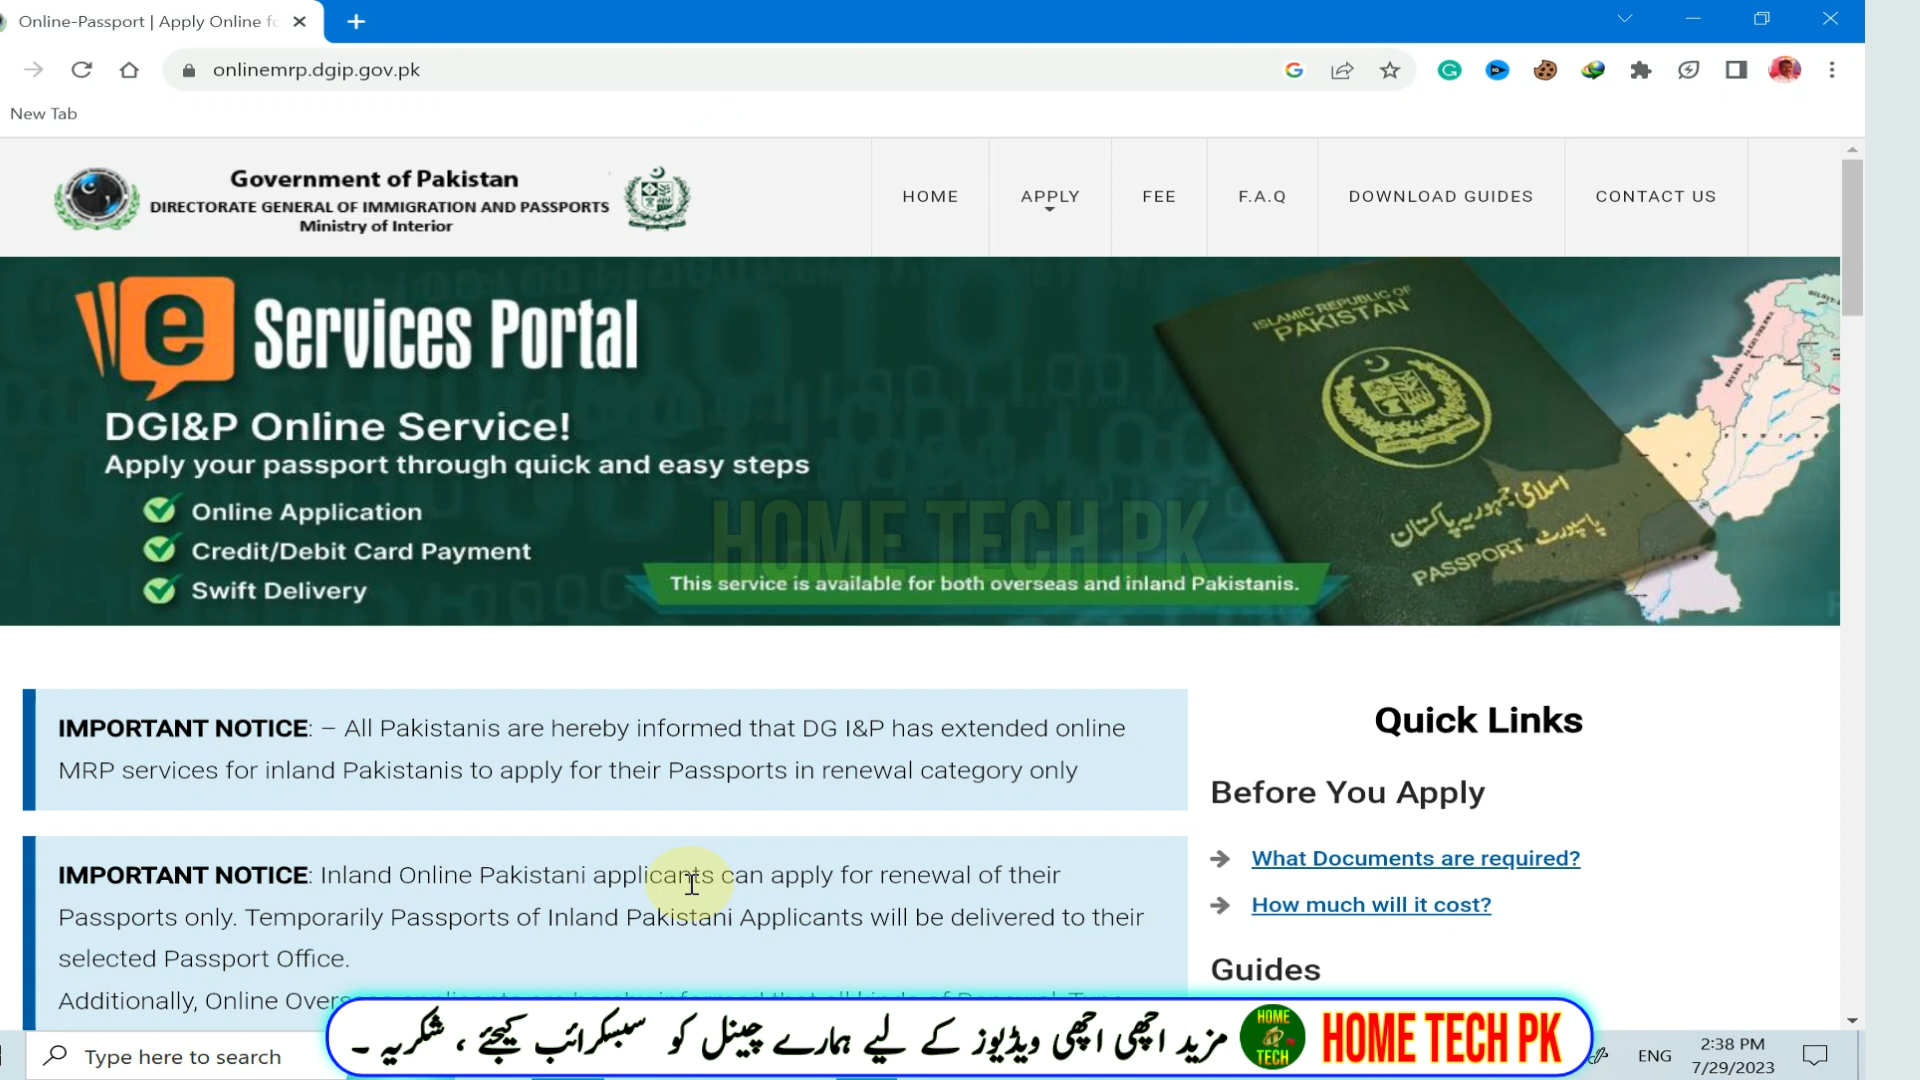 Online-Passport | Apply Online fo
onlinemrp.dgip.gov.pk
New Tab
Government of Pakistan
DIRECTORATE GENERAL OF IMMIGRATION AND PASSPORTS
Ministry of Interior
HOME
APPLY
FEE
F.A.Q
DOWNLOAD GUIDES
CONTACT US
e Services Portal
DGI&P Online Service!
Apply your passport through quick and easy steps
Online Application
Credit/Debit Card Payment
Swift Delivery
ISLAMIC REPUBLIC OF
PAKISTAN
اسلامی جمہوریہ پاکستان
پاسپورٹ
PASSPORT
HOME TECH PK
This service is available for both overseas and inland Pakistanis.
IMPORTANT NOTICE: – All Pakistanis are hereby informed that DG I&P has extended online
MRP services for inland Pakistanis to apply for their Passports in renewal category only
IMPORTANT NOTICE: Inland Online Pakistani applicants can apply for renewal of their
Passports only. Temporarily Passports of Inland Pakistani Applicants will be delivered to their
selected Passport Office.
Additionally, Online
Quick Links
Before You Apply
What Documents are required?
How much will it cost?
Guides
مزید اچھی اچھی ویڈیوز کے لیے ہمارے چینل کو سبسکرائب کیجئے ، شکریہ ۔
HOME
TECH
HOME TECH PK
Type here to search
ENG
2:38 PM
7/29/2023